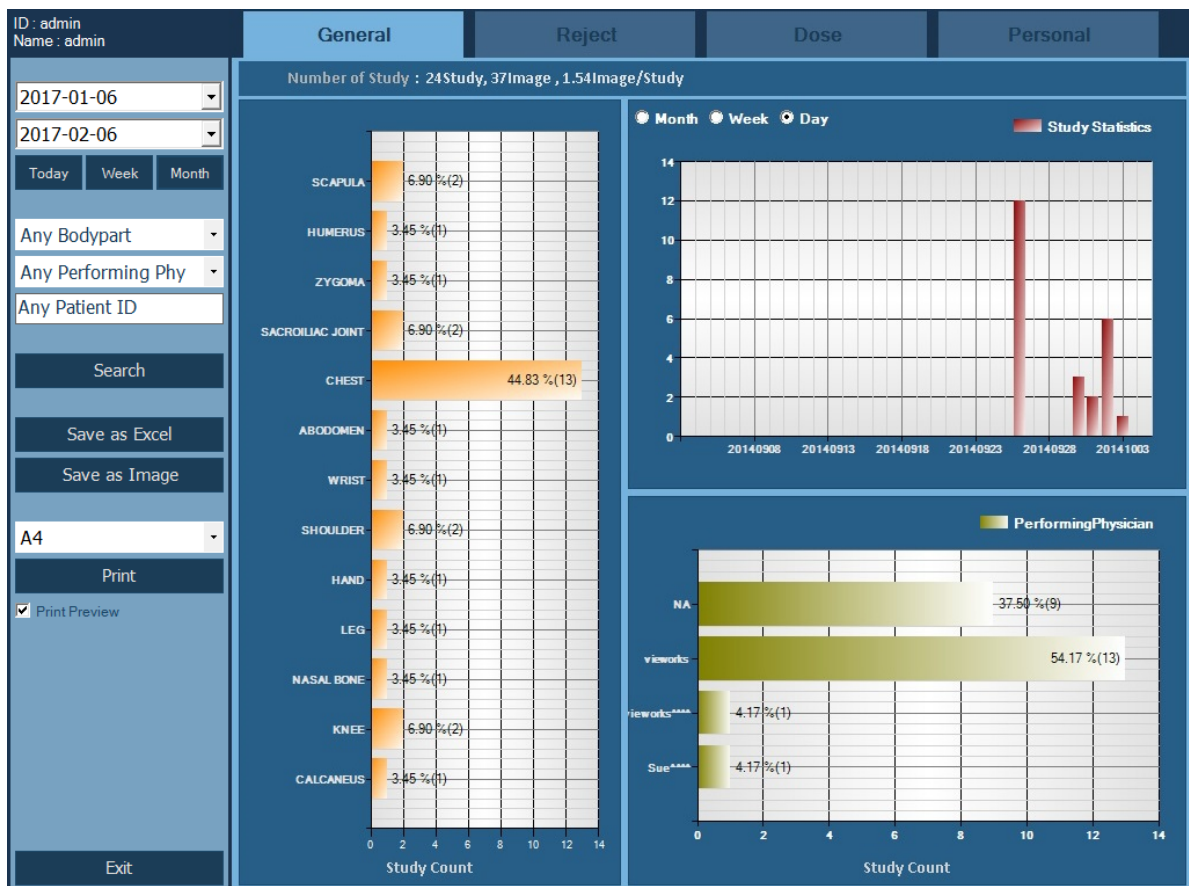 ID : admin
Name : admin
General
Reject
Dose
Personal
2017-01-06
2017-02-06
Today
Week
Month
Any Bodypart
Any Performing Phy
Any Patient ID
Search
Save as Excel
Save as Image
A4
Print
Print Preview
Exit
Number of Study : 24Study, 37Image , 1.54Image/Study
SCAPULA 6.90 %(2)
HUMERUS 3.45 %(1)
ZYGOMA 3.45 %(1)
SACROILIAC JOINT 6.90 %(2)
CHEST 44.83 %(13)
ABODOMEN 3.45 %(1)
WRIST 3.45 %(1)
SHOULDER 6.90 %(2)
HAND 3.45 %(1)
LEG 3.45 %(1)
NASAL BONE 3.45 %(1)
KNEE 6.90 %(2)
CALCANEUS 3.45 %(1)
0 2 4 6 8 10 12 14
Study Count
Month Week Day
Study Statistics
14
12
10
8
6
4
2
0
20140908 20140913 20140918 20140923 20140928 20141003
PerformingPhysician
NA 37.50 %(9)
vieworks 54.17 %(13)
vieworks**** 4.17 %(1)
Sue**** 4.17 %(1)
0 2 4 6 8 10 12 14
Study Count